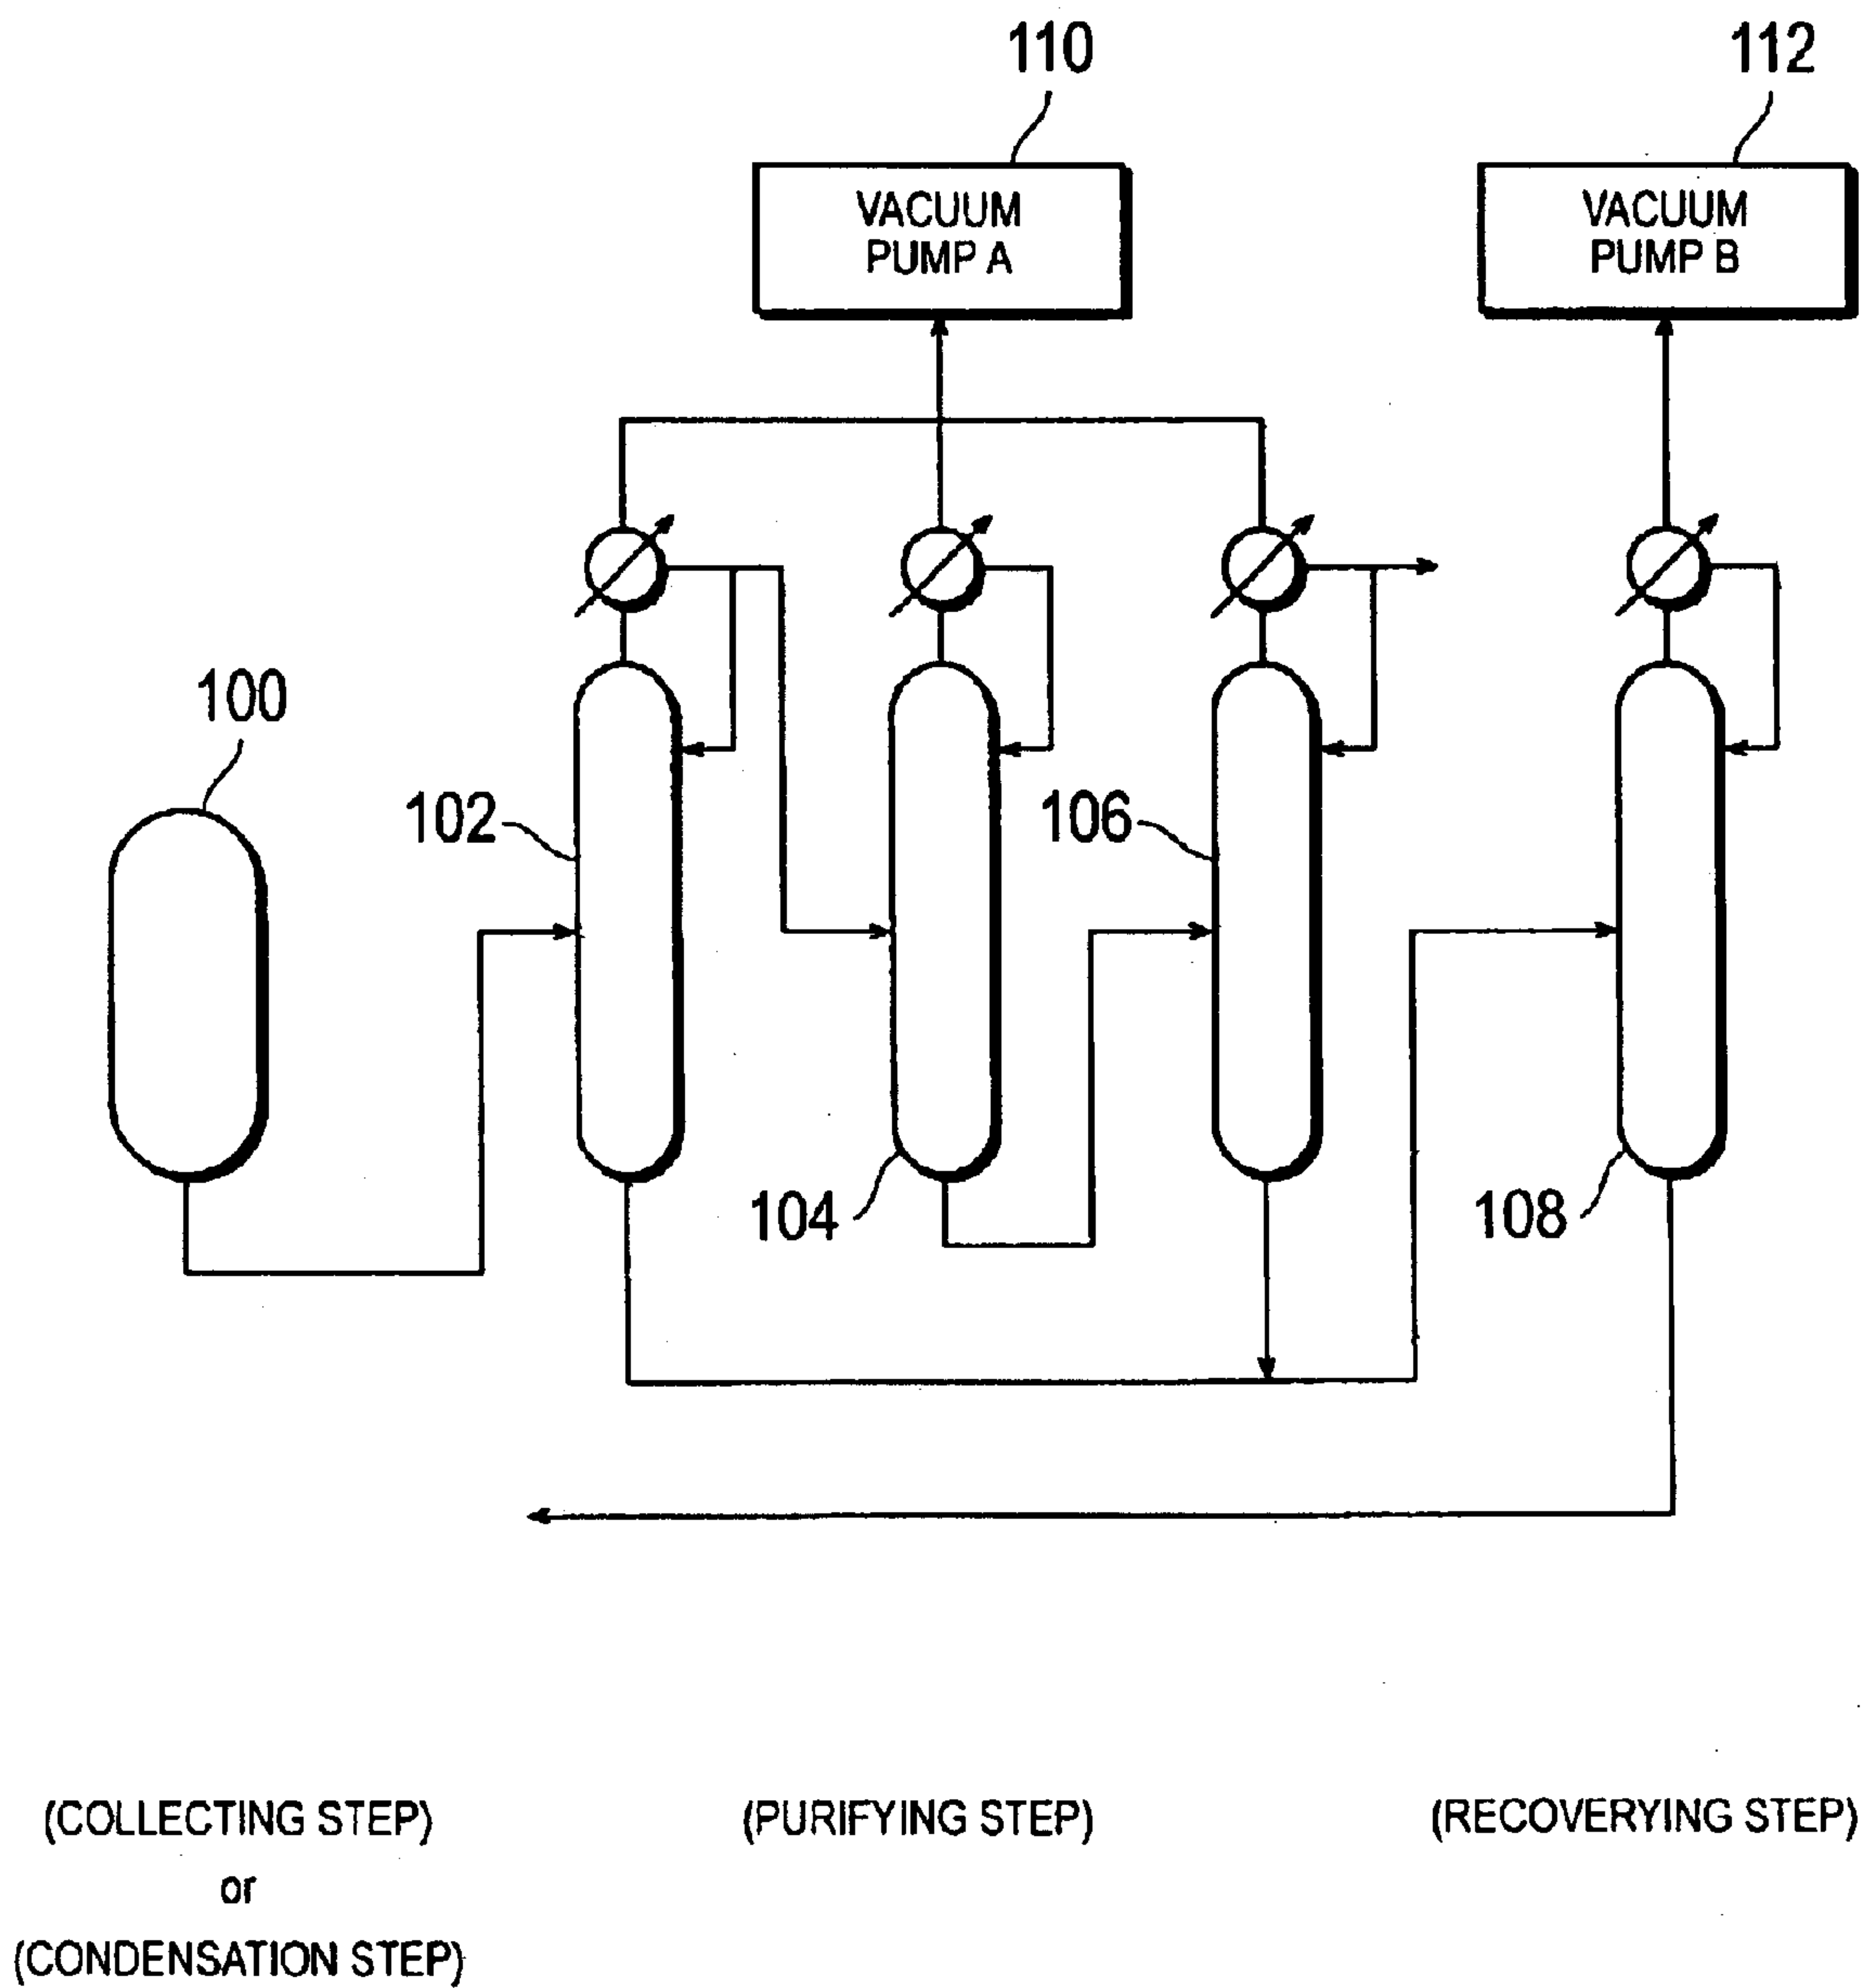 110
112
VACUUM
PUMP A
VACUUM
PUMP B
100
102
106
104
108
(COLLECTING STEP)
or
(CONDENSATION STEP)
(PURIFYING STEP)
(RECOVERYING STEP)